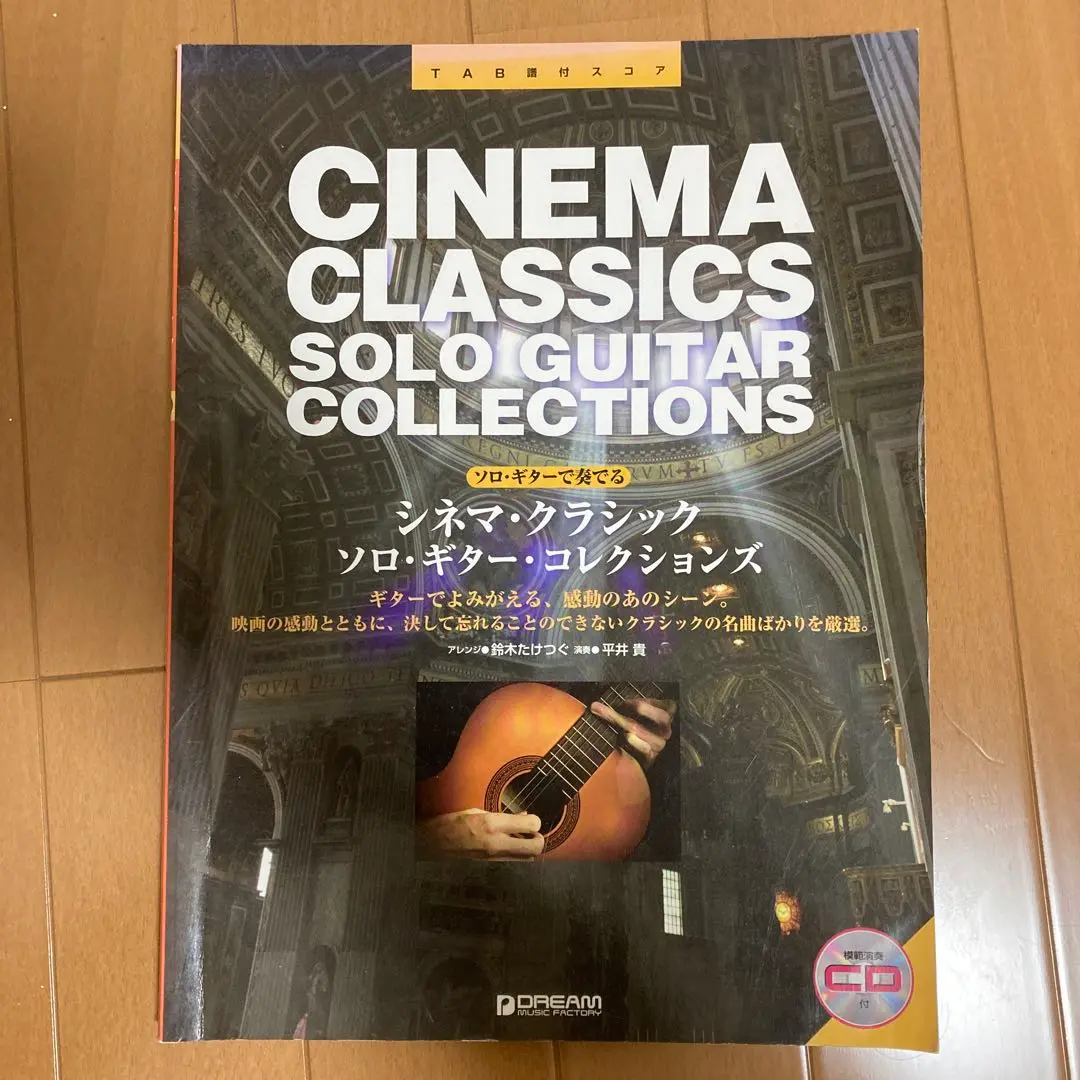 TAB譜付スコア
CINEMA
CLASSICS
SOLO GUITAR
COLLECTIONS
ソロ・ギターで奏でる
シネマ・クラシック
ソロ・ギター・コレクションズ
ギターでよみがえる、感動のあのシーン。
映画の感動とともに、決して忘れることのできないクラシックの名曲ばかりを厳選。
アレンジ●鈴木たけつぐ 演奏●平井 貴
模範演奏
CD
付
DREAM
MUSIC FACTORY